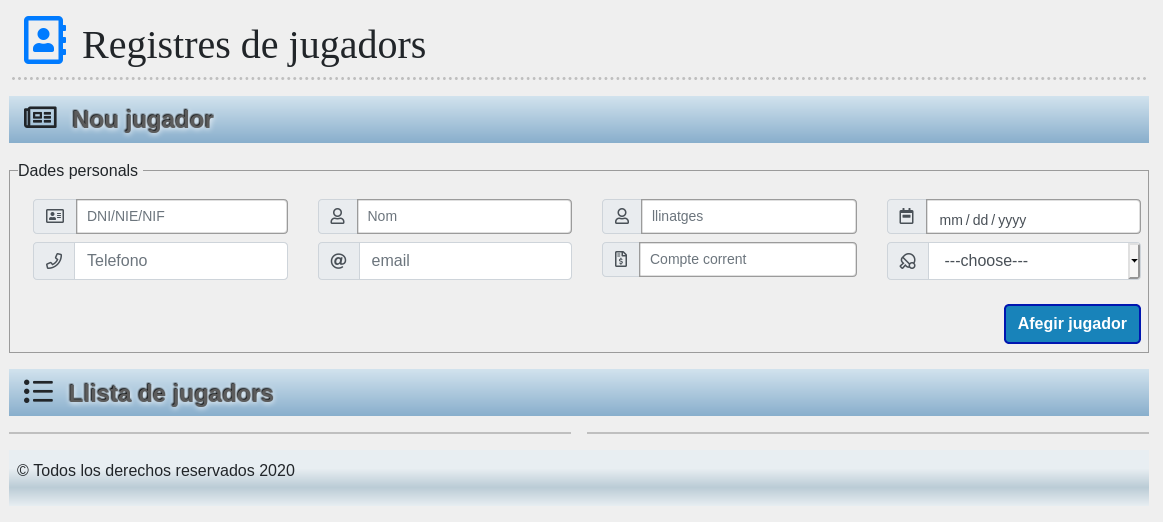 Registres de jugadors
Nou jugador
Dades personals
DNI/NIE/NIF
Nom
llinatges
mm / dd / yyyy
Telefono
@ email
Compte corrent
---choose---
Afegir jugador
Llista de jugadors
© Todos los derechos reservados 2020